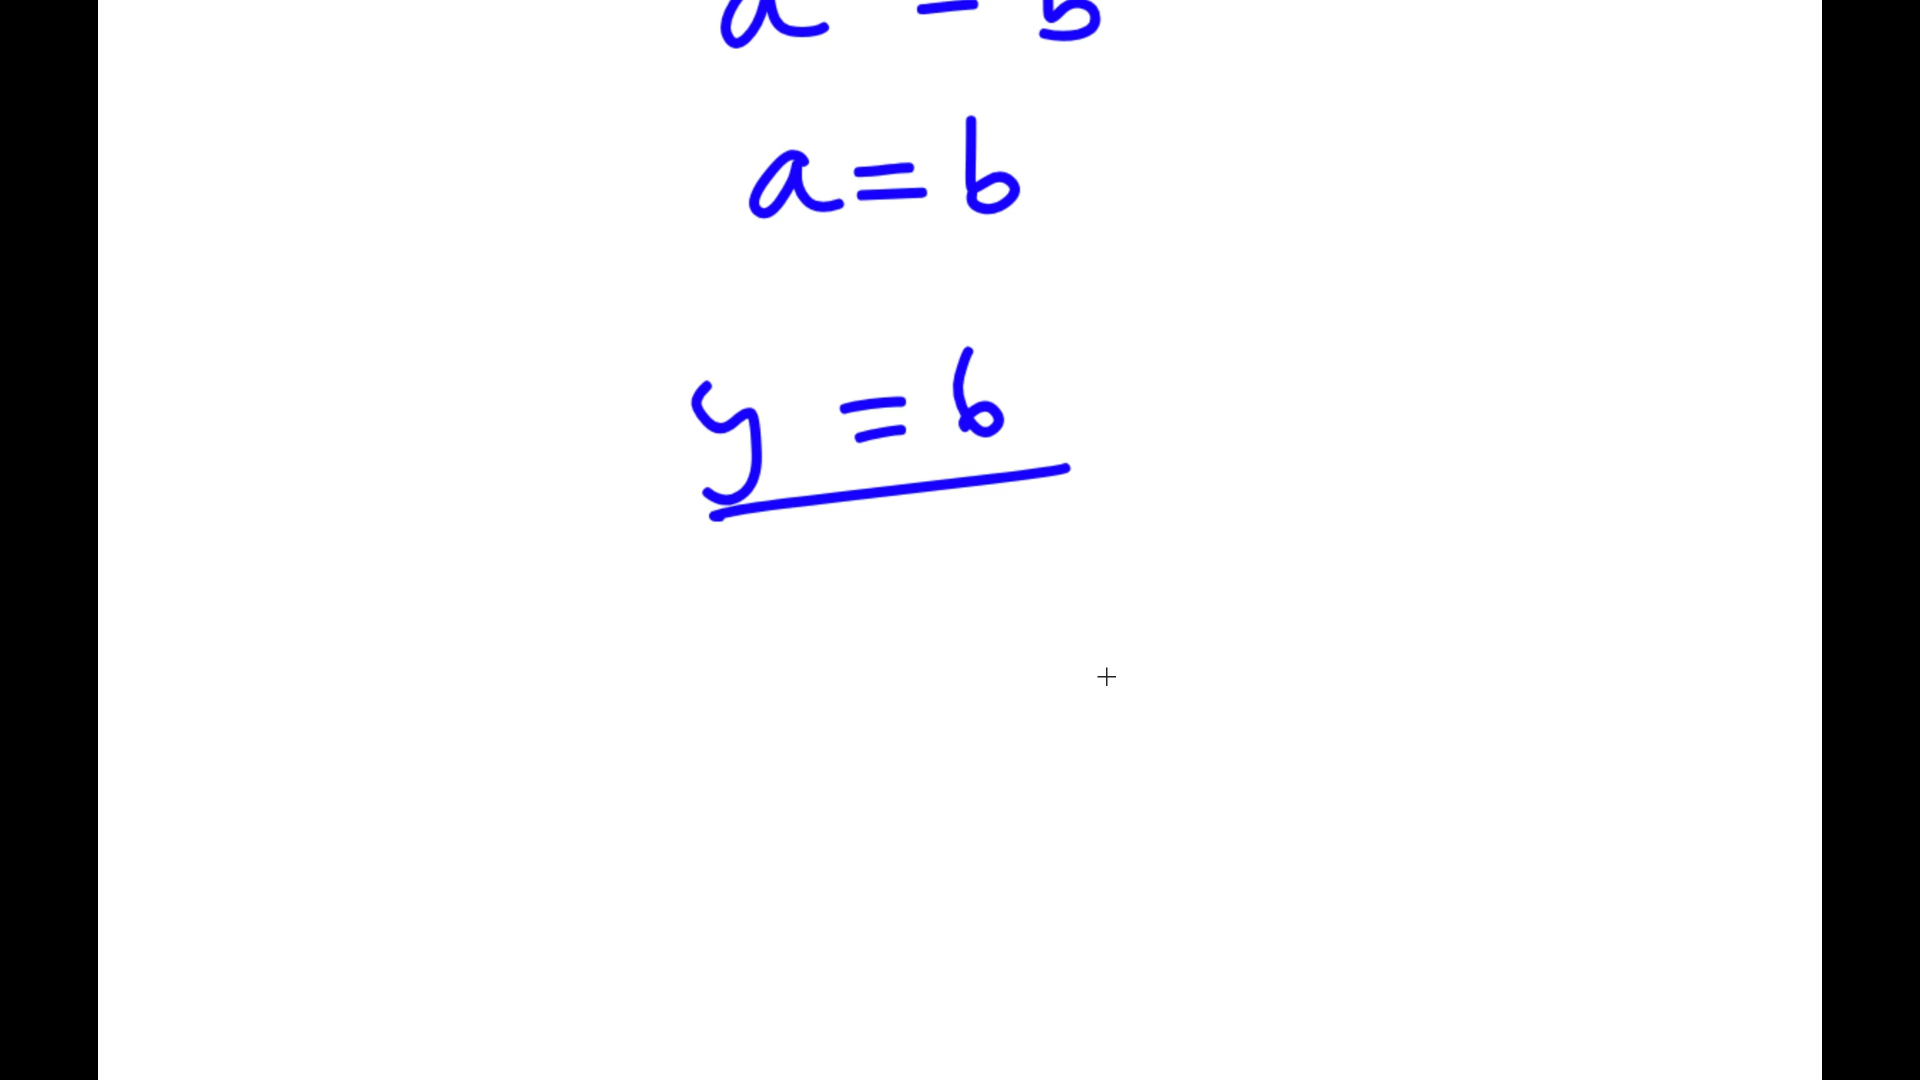 a = b
y = 6